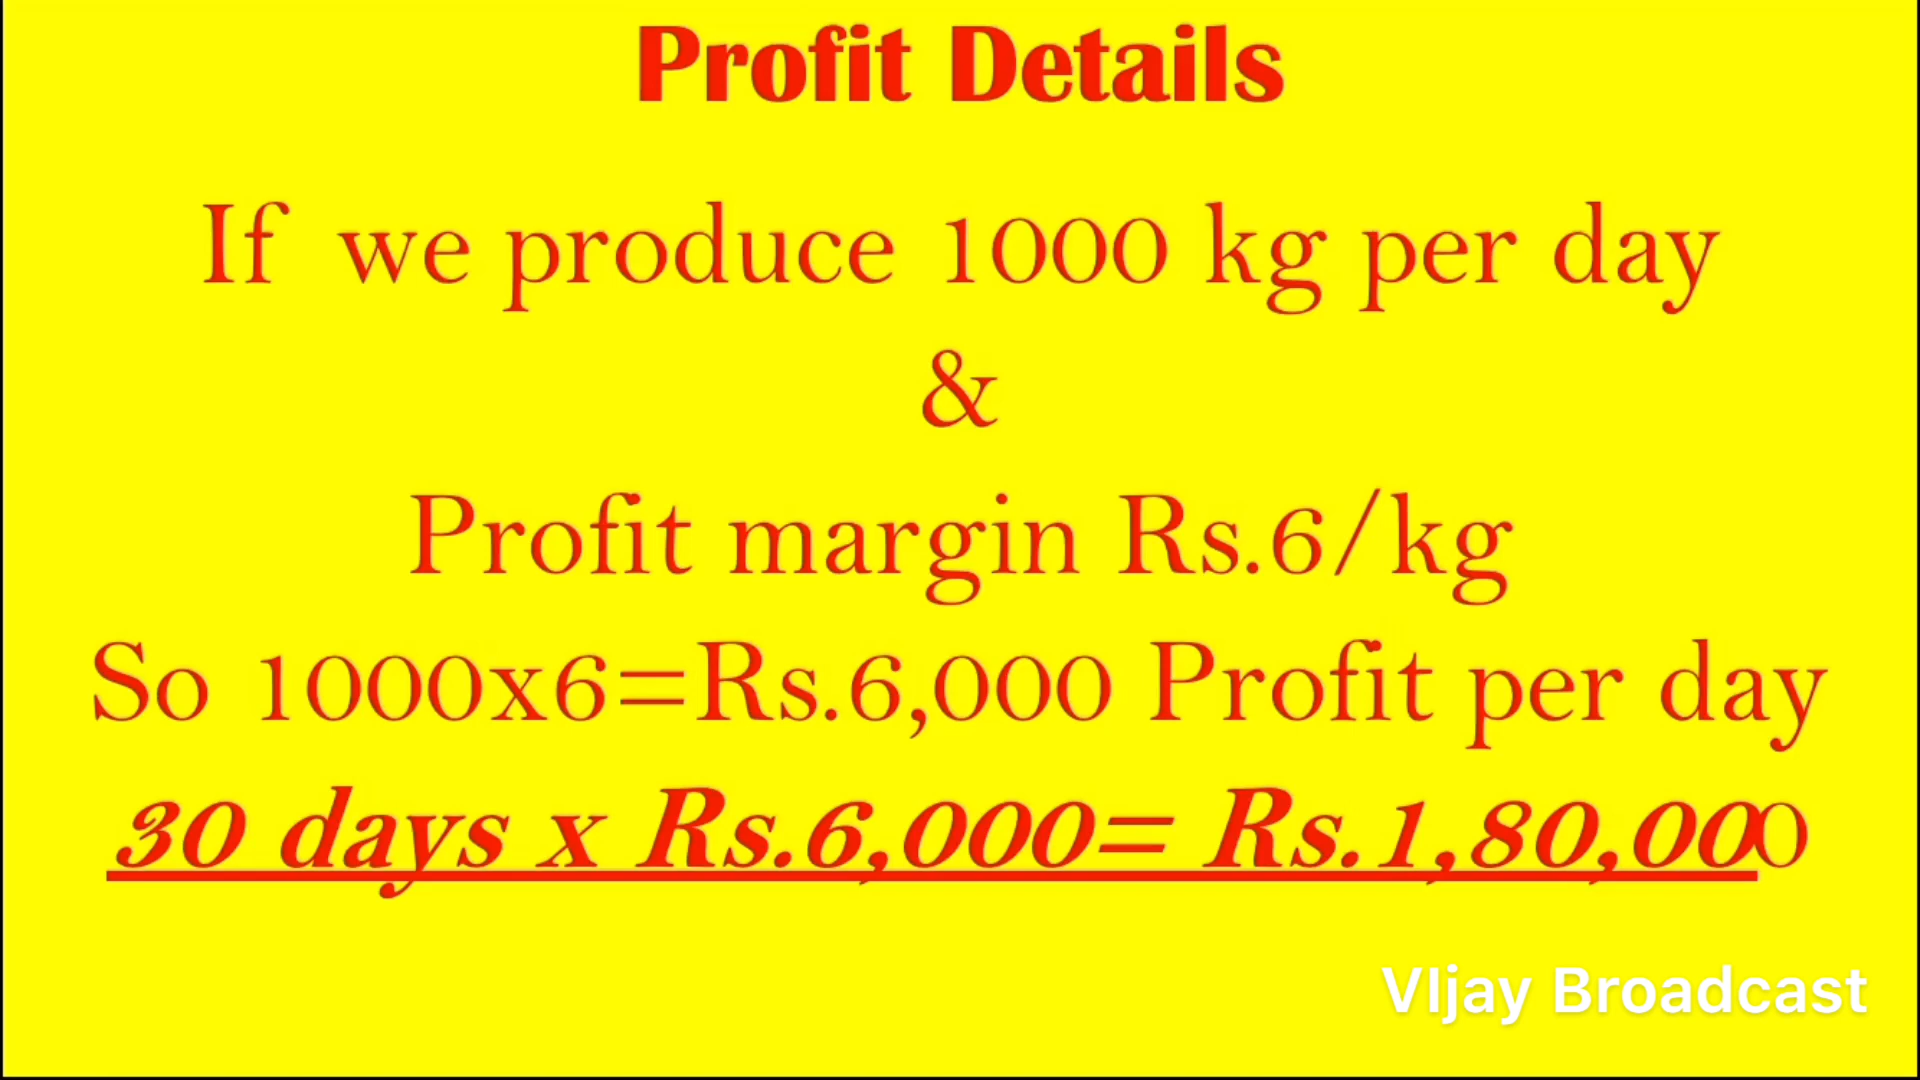 Profit Details
If we produce 1000 kg per day
&
Profit margin Rs.6/kg
So 1000x6=Rs.6,000 Profit per day
30 days x Rs.6,000= Rs.1,80,000
VIjay Broadcast